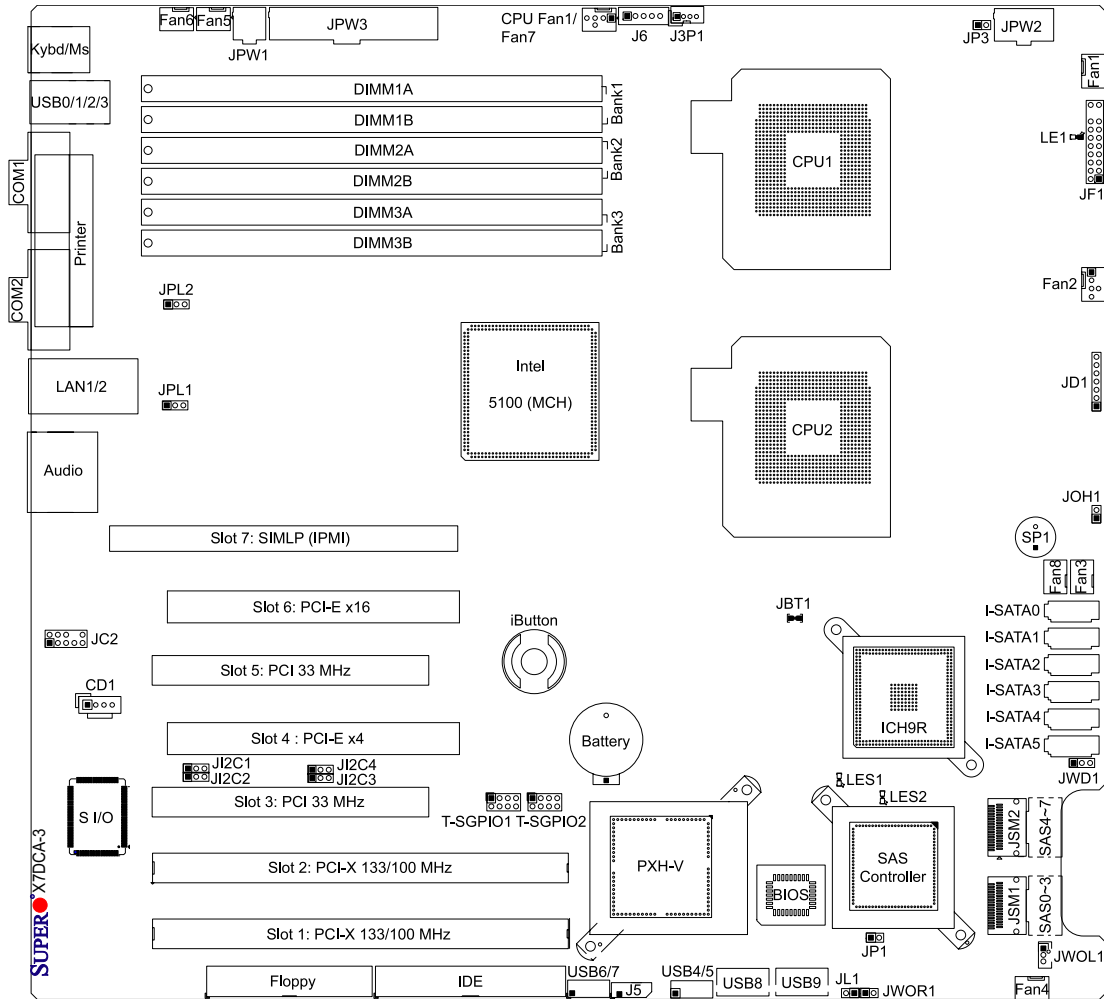 Fan6
Fan5
JPW1
JPW3
CPU Fan1/
Fan7
J6
J3P1
JP3
JPW2
Kybd/Ms
USB0/1/2/3
Fan1
DIMM1A
DIMM1B
Bank1
DIMM2A
DIMM2B
Bank2
DIMM3A
DIMM3B
Bank3
CPU1
LE1
JF1
COM1
COM2
Printer
JPL2
Fan2
LAN1/2
JPL1
Intel
5100 (MCH)
CPU2
JD1
Audio
JOH1
SP1
Slot 7: SIMLP (IPMI)
Fan8
Fan3
Slot 6: PCI-E x16
iButton
JBT1
I-SATA0
I-SATA1
I-SATA2
I-SATA3
I-SATA4
I-SATA5
JC2
Slot 5: PCI 33 MHz
CD1
ICH9R
Slot 4 : PCI-E x4
Battery
JI2C1
JI2C2
JI2C4
JI2C3
JWD1
LES1
LES2
S I/O
Slot 3: PCI 33 MHz
T-SGPIO1
T-SGPIO2
JSM2
SAS4~7
Slot 2: PCI-X 133/100 MHz
PXH-V
SAS
Controller
BIOS
JSM1
SAS0~3
SUPER X7DCA-3
Slot 1: PCI-X 133/100 MHz
JP1
JWOL1
Floppy
IDE
USB6/7
J5
USB4/5
USB8
USB9
JL1
JWOR1
Fan4